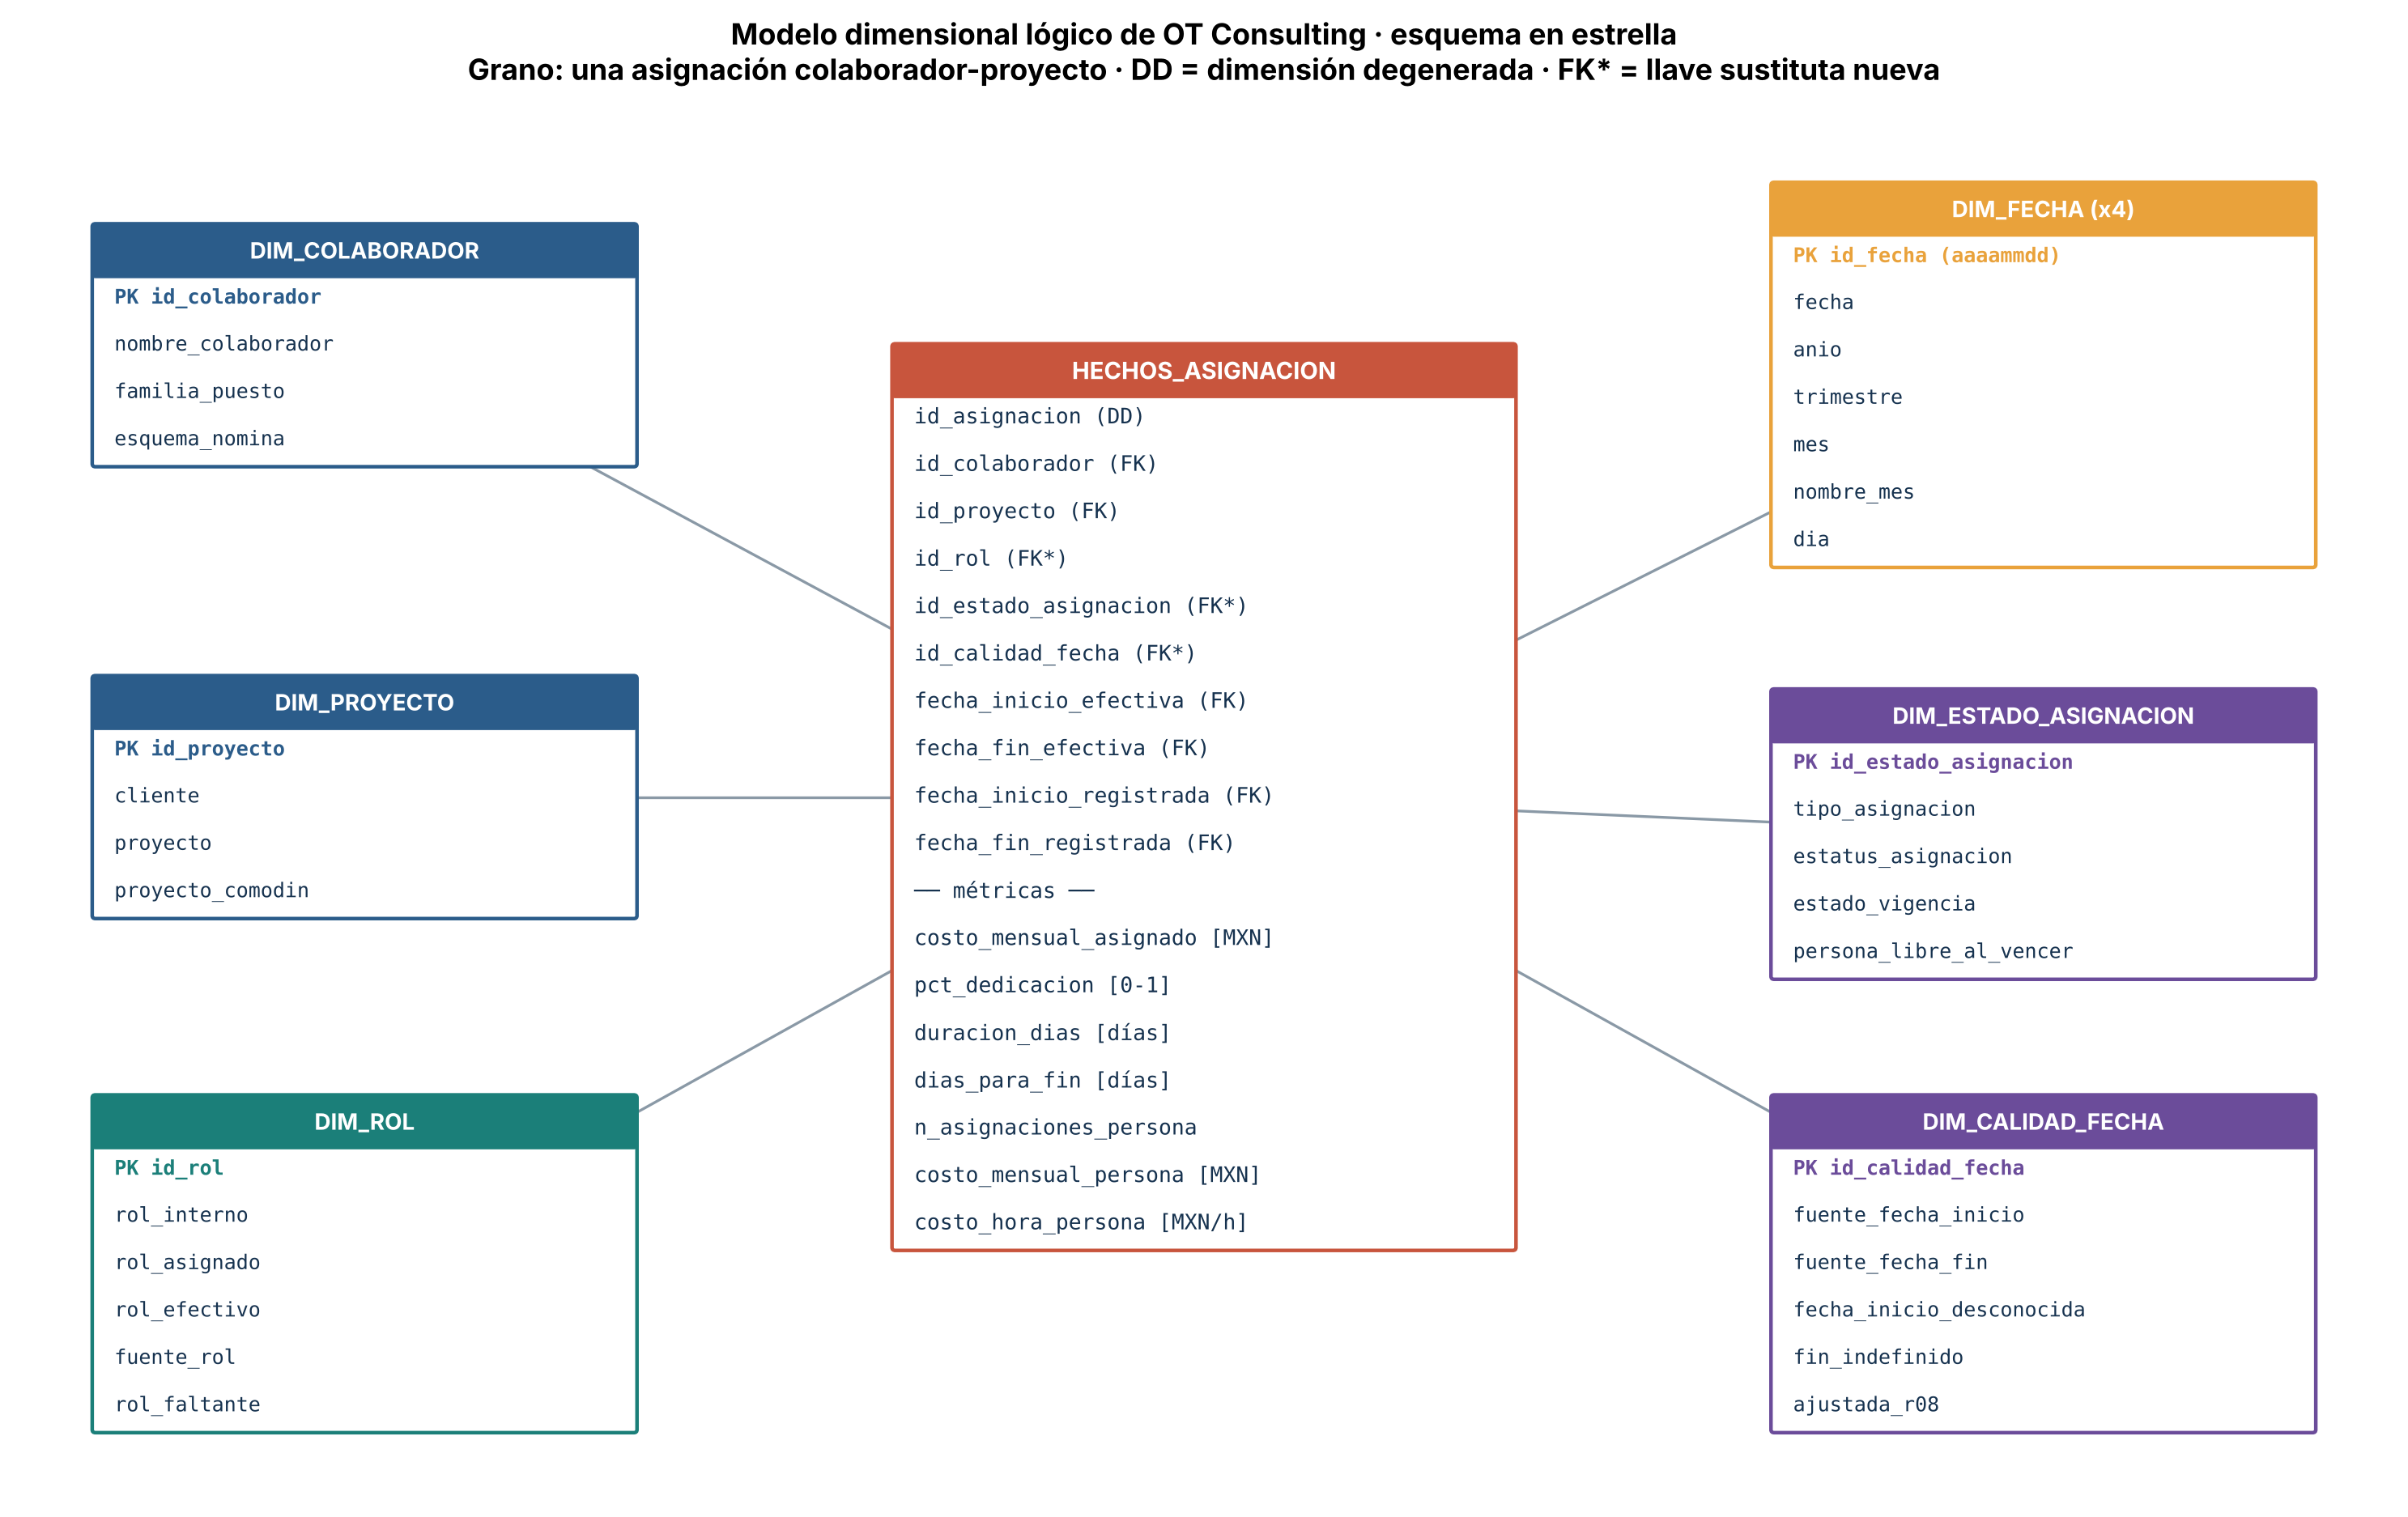 Modelo dimensional lógico de OT Consulting · esquema en estrella
Grano: una asignación colaborador-proyecto · DD = dimensión degenerada · FK* = llave sustituta nueva
DIM_COLABORADOR
PK id_colaborador
nombre_colaborador
familia_puesto
esquema_nomina
DIM_PROYECTO
PK id_proyecto
cliente
proyecto
proyecto_comodin
DIM_ROL
PK id_rol
rol_interno
rol_asignado
rol_efectivo
fuente_rol
rol_faltante
HECHOS_ASIGNACION
id_asignacion (DD)
id_colaborador (FK)
id_proyecto (FK)
id_rol (FK*)
id_estado_asignacion (FK*)
id_calidad_fecha (FK*)
fecha_inicio_efectiva (FK)
fecha_fin_efectiva (FK)
fecha_inicio_registrada (FK)
fecha_fin_registrada (FK)
── métricas ──
costo_mensual_asignado [MXN]
pct_dedicacion [0-1]
duracion_dias [días]
dias_para_fin [días]
n_asignaciones_persona
costo_mensual_persona [MXN]
costo_hora_persona [MXN/h]
DIM_FECHA (x4)
PK id_fecha (aaaammdd)
fecha
anio
trimestre
mes
nombre_mes
dia
DIM_ESTADO_ASIGNACION
PK id_estado_asignacion
tipo_asignacion
estatus_asignacion
estado_vigencia
persona_libre_al_vencer
DIM_CALIDAD_FECHA
PK id_calidad_fecha
fuente_fecha_inicio
fuente_fecha_fin
fecha_inicio_desconocida
fin_indefinido
ajustada_r08